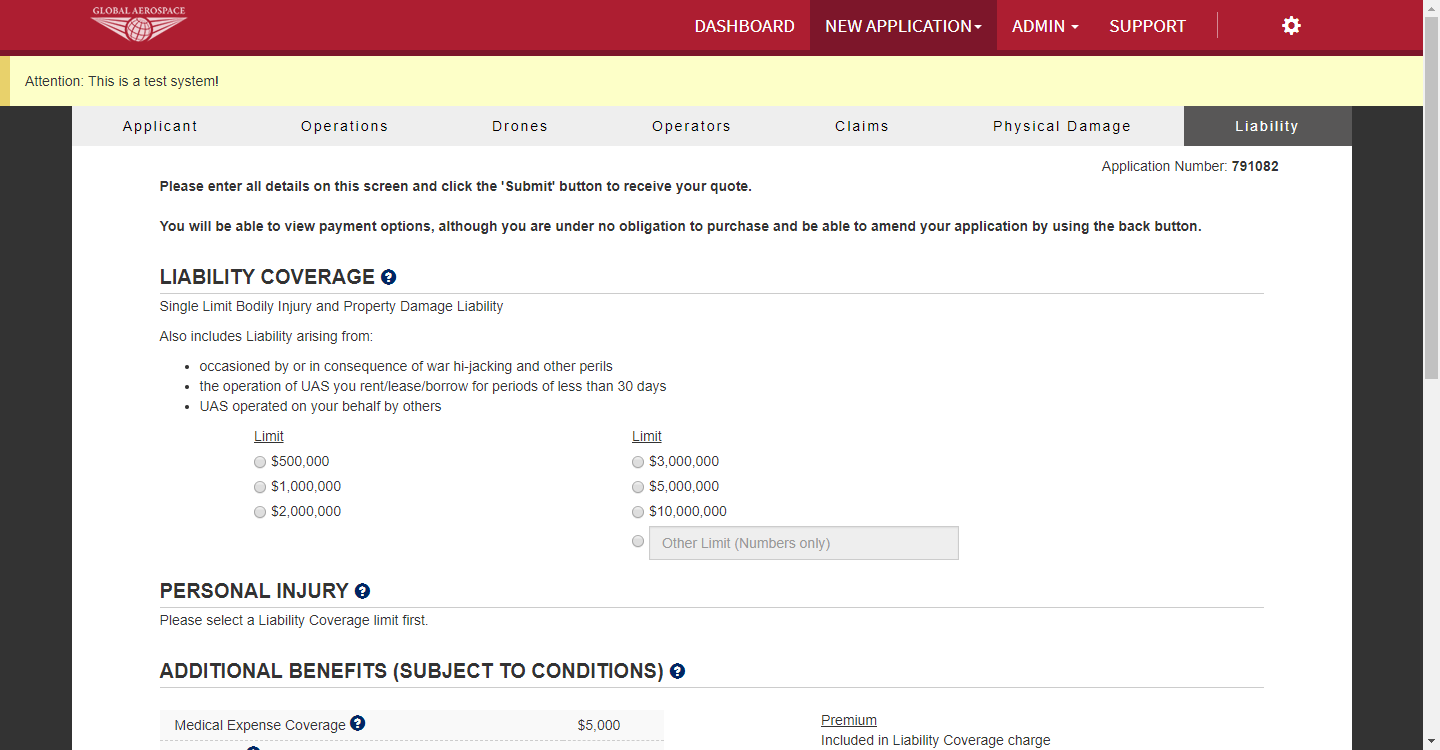 GLOBAL AEROSPACE
DASHBOARD NEW APPLICATION ADMIN SUPPORT
Attention: This is a test system!
Applicant Operations Drones Operators Claims Physical Damage Liability
Application Number: 791082
Please enter all details on this screen and click the 'Submit' button to receive your quote.
You will be able to view payment options, although you are under no obligation to purchase and be able to amend your application by using the back button.
LIABILITY COVERAGE ?
Single Limit Bodily Injury and Property Damage Liability
Also includes Liability arising from:
• occasioned by or in consequence of war hi-jacking and other perils
• the operation of UAS you rent/lease/borrow for periods of less than 30 days
• UAS operated on your behalf by others
Limit Limit
$500,000 $3,000,000
$1,000,000 $5,000,000
$2,000,000 $10,000,000
Other Limit (Numbers only)
PERSONAL INJURY ?
Please select a Liability Coverage limit first.
ADDITIONAL BENEFITS (SUBJECT TO CONDITIONS) ?
Medical Expense Coverage ? $5,000
Premium
Included in Liability Coverage charge